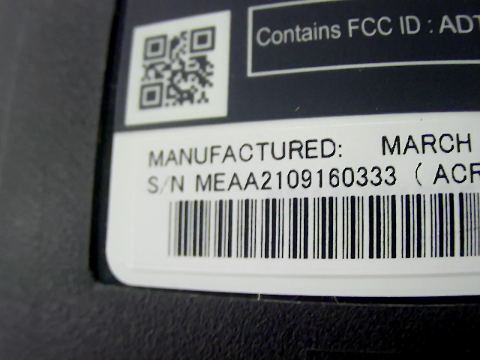 Contains FCC ID : ADT
MANUFACTURED: MARCH
S/N MEAA2109160333 ( ACR